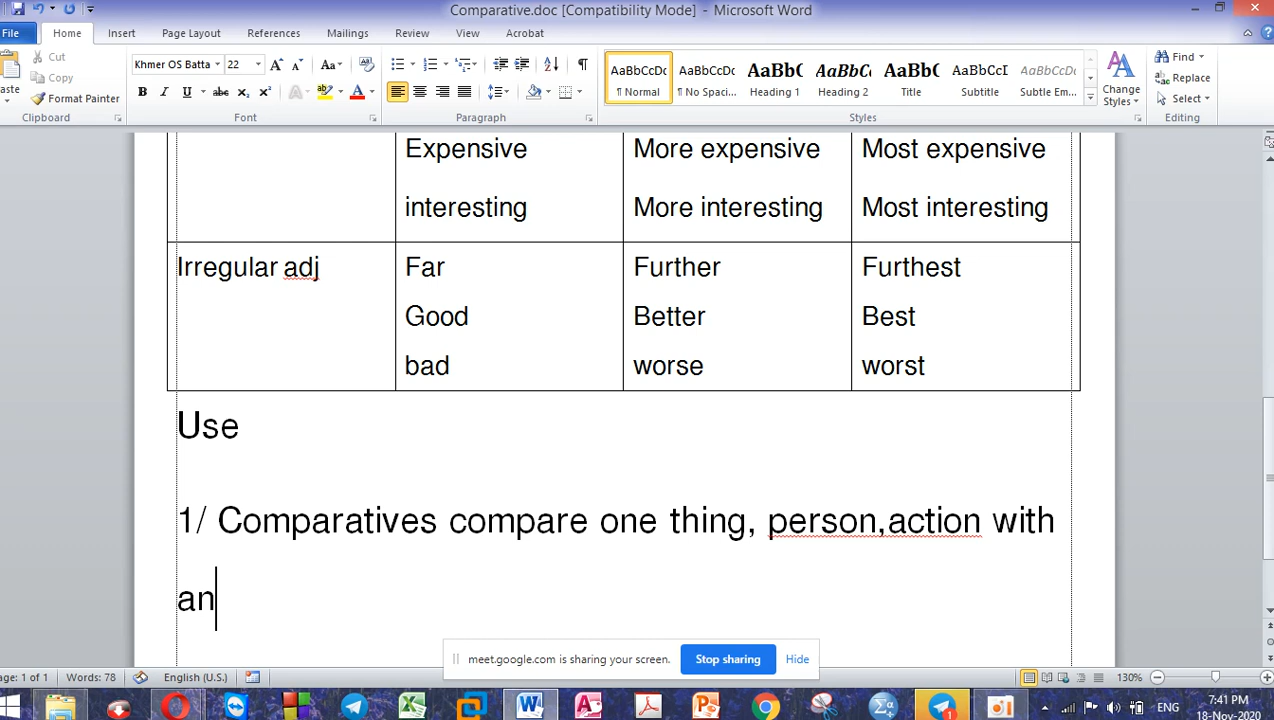 Comparative.doc [Compatibility Mode] - Microsoft Word
File Home Insert Page Layout References Mailings Review View Acrobat
Cut
Copy
Format Painter
Clipboard
Khmer OS Batta 22
Font
Paragraph
AaBbCcDc AaBbCcDc AaBbC AaBbCc AaBbC AaBbCcI AaBbCcDc
¶ Normal ¶ No Spaci... Heading 1 Heading 2 Title Subtitle Subtle Em...
Styles
Change Styles
Find
Replace
Select
Editing
Expensive More expensive Most expensive
interesting More interesting Most interesting
Irregular adj Far Further Furthest
Good Better Best
bad worse worst
Use
1/ Comparatives compare one thing, person,action with
an
meet.google.com is sharing your screen. Stop sharing Hide
age: 1 of 1 Words: 78 English (U.S.) 130%
ENG 7:41 PM
18-Nov-2020